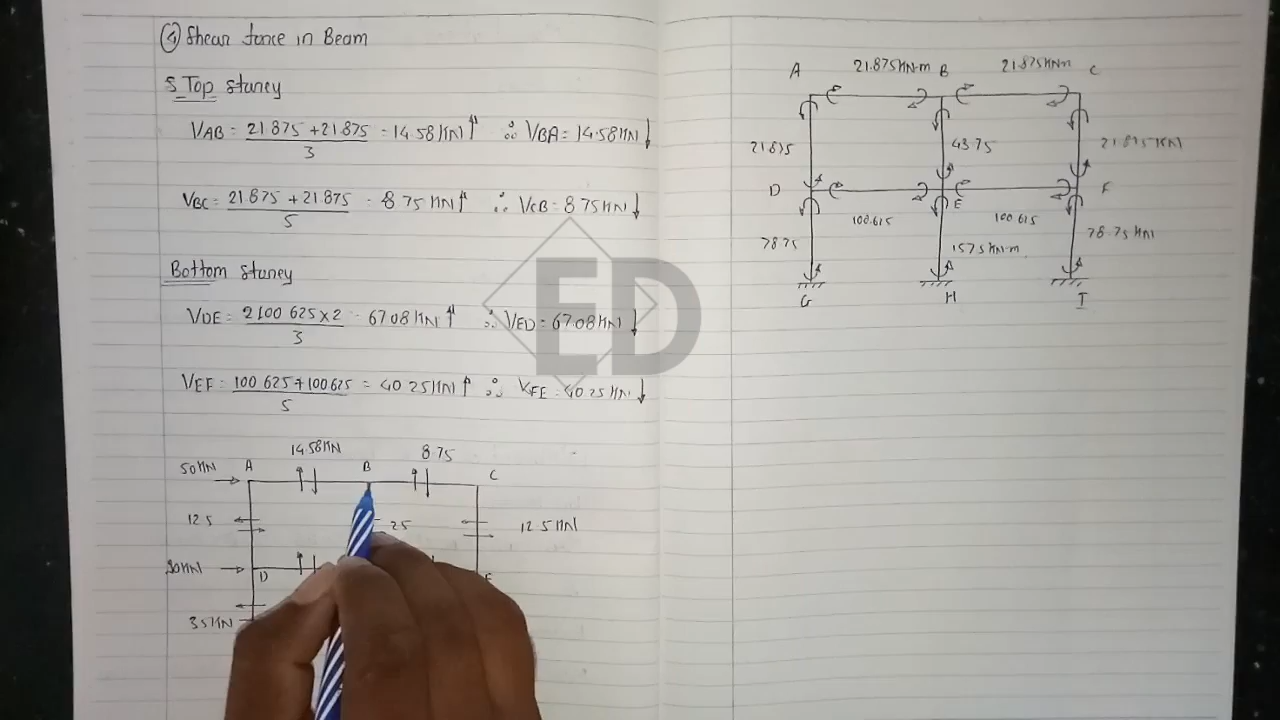 ④ Shear force in Beam
5 Top storey
VAB = 21.875 + 21.875 / 3 = 14.58 KN ↑ ∴ VBA = 14.58 KN ↓
VBC = 21.875 + 21.875 / 5 = 8.75 KN ↑ ∴ VCB = 8.75 KN ↓
Bottom storey
VDE = 2100.625 x 2 / 3 = 67.08 KN ↑ ∴ VED = 67.08 KN ↓
VEF = 100.625 + 100.625 / 5 = 40.25 KN ↑ ∴ VFE = 40.25 KN ↓
14.58 KN 8.75
50 KN A B C
12.5 25 12.5 KN
D
35 KN
A 21.875 KN-m B 21.875 KN-m C
21.875 43.75 21.875 KN
D E F
100.625 100.625
78.75 157.5 KN-m 78.75 KN
G H I
ED